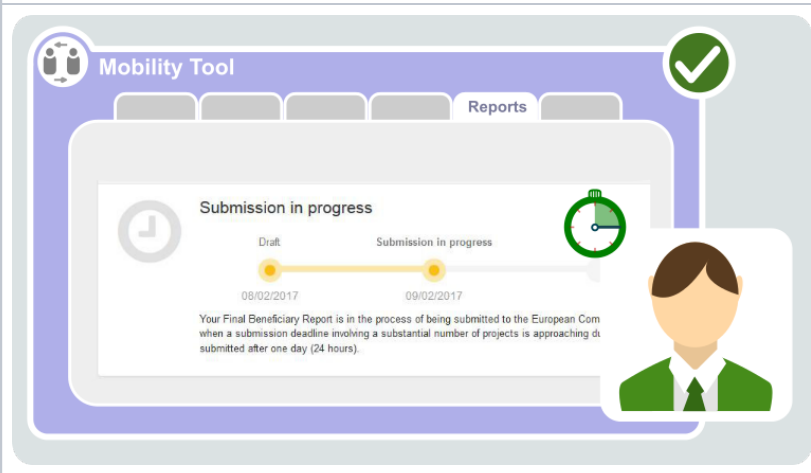 Mobility Tool
Reports
Submission in progress
Draft Submission in progress
08/02/2017 09/02/2017
Your Final Beneficiary Report is in the process of being submitted to the European Com
when a submission deadline involving a substantial number of projects is approaching du
submitted after one day (24 hours).